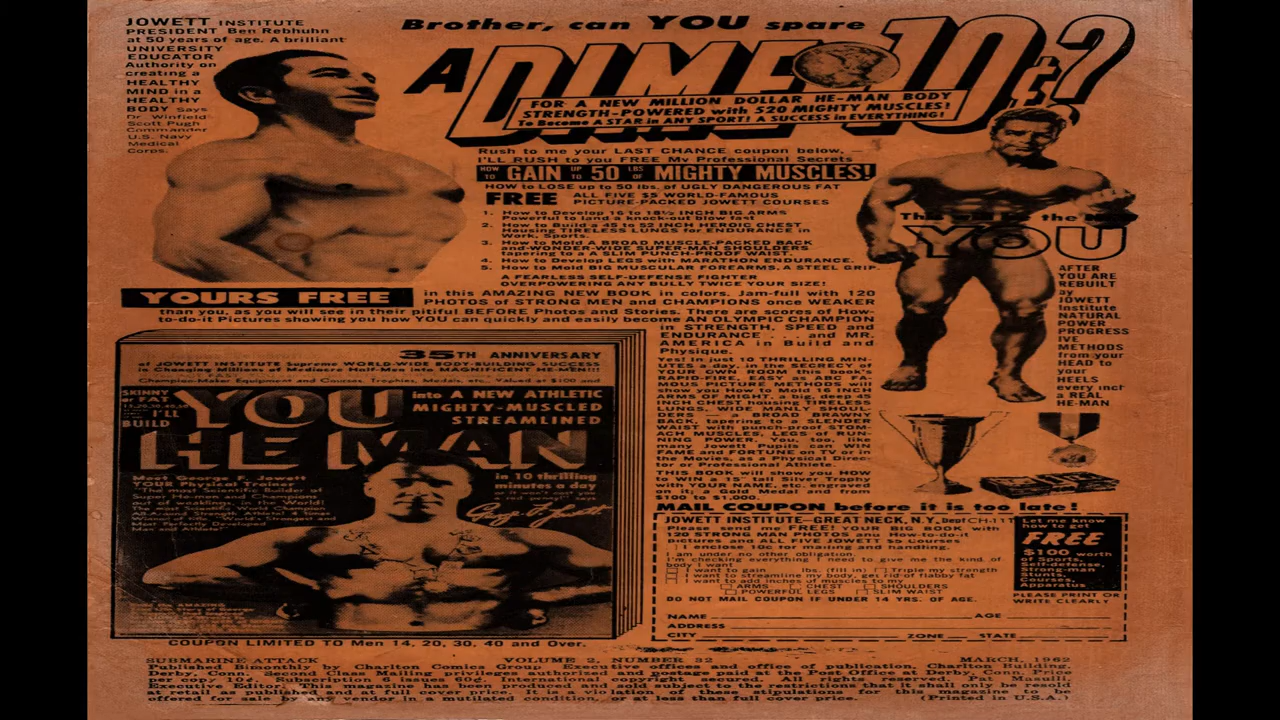 JOWETT INSTITUTE
PRESIDENT Ben Rebhuhn
at 50 years of age. A brilliant
UNIVERSITY
EDUCATOR
Authority on
creating a
HEALTHY
MIND in a
HEALTHY
BODY says
Dr. Winfield
Scott Pugh
Commander
U.S. Navy
Medical
Corps.
Brother, can YOU spare
A DIME 10¢?
FOR A NEW MILLION DOLLAR HE-MAN BODY
STRENGTH-POWERED with 520 MIGHTY MUSCLES!
To Become A STAR in ANY SPORT! A SUCCESS in EVERYTHING!
Rush to me your LAST CHANCE coupon below,
I'LL RUSH to you FREE My Professional Secrets
HOW TO GAIN UP TO 50 LBS OF MIGHTY MUSCLES!
HOW to LOSE up to 50 lbs. of UGLY DANGEROUS FAT
FREE ALL FIVE $5 WORLD-FAMOUS
PICTURE-PACKED JOWETT COURSES
1. How to Develop 16 to 18½ INCH BIG ARMS
Powerful to land a knock-out blow fast
2. How to Build a 45 to 52 INCH HEROIC CHEST
Housing TIRELESS LUNGS for ENDURANCE in
Work, Sports.
3. How to Mold A BROAD MUSCLE-PACKED BACK
and-WONDER-WIDE SUPER-MAN SHOULDERS
tapering to a SLIM PUNCH-PROOF WAIST.
4. How to Develop LEGS with MARATHON ENDURANCE.
5. How to Mold BIG MUSCULAR FOREARMS, A STEEL GRIP.
A FEARLESS SELF-DEFENSE FIGHTER
OVERPOWERING ANY BULLY TWICE YOUR SIZE!
the
YOU
AFTER
YOU ARE
REBUILT
by
JOWETT
Institute
NATURAL
POWER
PROGRESS
IVE
METHODS
from your
HEAD to
your
HEELS
every inch
a REAL
HE-MAN
YOURS FREE in this AMAZING NEW BOOK in colors. Jam-full with 120
PHOTOS of STRONG MEN and CHAMPIONS once WEAKER
than you, as you will see in their pitiful BEFORE Photos and Stories. There are scores of How-
to-do-it Pictures showing you how YOU can quickly and easily become AN OLYMPIC CHAMPION
in STRENGTH, SPEED and
ENDURANCE . . . and MR.
AMERICA in Build and
Physique.
Yes! in just 10 THRILLING MIN-
UTES a day, in the SECRECY of
YOUR OWN ROOM this book's
RAPID-FIRE, EASY as ABC FA-
MOUS PICTURE METHODS will
show you How to Mold 16 INCH
ARMS OF MIGHT, a big, deep 45
INCH CHEST housing TIRELESS
LUNGS, WIDE MANLY SHOUL-
DERS — a BROAD BRAWNY
BACK, tapering to a SLENDER
WAIST with punch-proof STOM-
ACH MUSCLES, LEGS of RUN-
NING POWER. You, too, like
many Jowett Pupils can WIN
FAME and FORTUNE on TV or in
the Movies, as a Physical Direc-
tor or Professional Athlete.
THIS BOOK will show you HOW
to WIN a 15" tall Silver Trophy
with YOUR NAME, etc. engraved
on it; a Gold Medal and from
$100 to $1,000.
35TH ANNIVERSARY
of JOWETT INSTITUTE Supreme WORLD-WIDE BODY-BUILDING SUCCESS
in Changing Millions of Mediocre Half-Men into MAGNIFICENT HE-MEN!!!
Champion-Maker Equipment and Courses, Trophies, Medals, etc., Valued at $100 and
SKINNY
or FAT
I'LL
BUILD
YOU into A NEW ATHLETIC
MIGHTY-MUSCLED
STREAMLINED
HE MAN
in 10 thrilling
minutes a day
Meet George F. Jowett
YOUR Physical Trainer
"The most Scientific Builder of
Super He-men and Champions
out of weaklings, in the World!
The most Scientific World Champion
All-Around Strength Athlete! 4 times
Winner of World's Strongest and
Most Perfectly Developed
Man and Athlete"
George F. Jowett
COUPON LIMITED TO Men 14, 20, 30, 40 and Over.
MAIL COUPON before it is too late!
JOWETT INSTITUTE—GREAT NECK, N.Y. Dept CH-111
Please send me FREE! YOUR BIG BOOK with
120 STRONG MAN PHOTOS and How-to-do-it
pictures and ALL FIVE JOWETT $5 Courses
I enclose 10c for mailing and handling.
I am under no other obligation.
I'm checking everything I need to give me the kind of
body I want
I want to gain lbs. (fill in) Triple my strength
I want to streamline my body, get rid of flabby fat
I want to add inches of muscles to my
ARMS CHEST SHOULDERS
POWERFUL LEGS SLIM WAIST
DO NOT MAIL COUPON IF UNDER 14 YRS. OF AGE.
Let me know
how to get
FREE
$100 worth
of Sports,
Self-defense,
Strong-man
Stunts,
Courses,
Apparatus
PLEASE PRINT OR
WRITE CLEARLY
NAME AGE
ADDRESS
CITY ZONE STATE
SUBMARINE ATTACK VOLUME 2, NUMBER 32 MARCH, 1962
Published Bimonthly by Charlton Comics Group. Executive offices and office of publication, Charlton Building,
Derby, Conn. Second Class Mailing privileges authorized and postage paid at the Post Office at Derby, Conn. Price
per copy 10¢. Subscription 6 issues 60¢. International copyright secured. All rights reserved. Pat Masulli,
Executive Editor. This magazine has been produced and sold subject to the restrictions that it shall only be resold
at retail as published and at full cover price. It is a violation of these stipulations for this magazine to be
offered for sale by any vendor in a mutilated condition, or at less than full cover price. (Printed in U.S.A.)